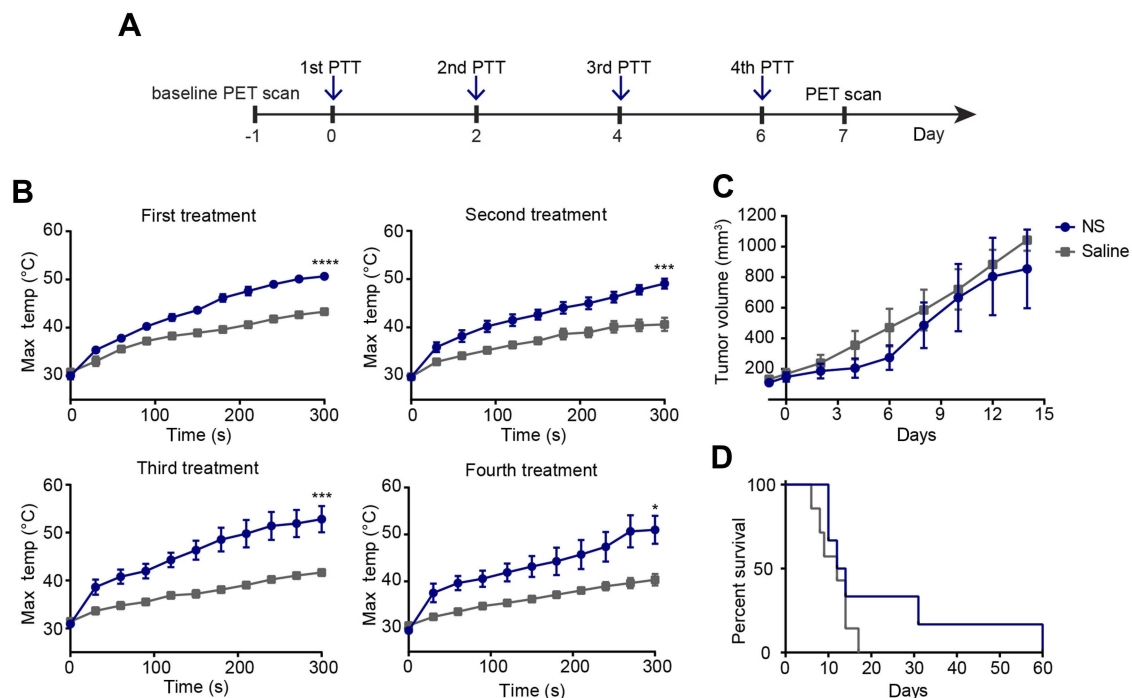 A
1st PTT 2nd PTT 3rd PTT 4th PTT
baseline PET scan PET scan
-1 0 2 4 6 7 Day
B
First treatment
60
50
40
30
Max temp (°C)
****
0 100 200 300
Time (s)
Second treatment
60
50
40
30
Max temp (°C)
***
0 100 200 300
Time (s)
Third treatment
60
50
40
30
Max temp (°C)
***
0 100 200 300
Time (s)
Fourth treatment
60
50
40
30
Max temp (°C)
*
0 100 200 300
Time (s)
C
1200
1000
800
600
400
200
Tumor volume (mm³)
NS
Saline
0 3 6 9 12 15
Days
D
100
50
0
Percent survival
0 10 20 30 40 50 60
Days